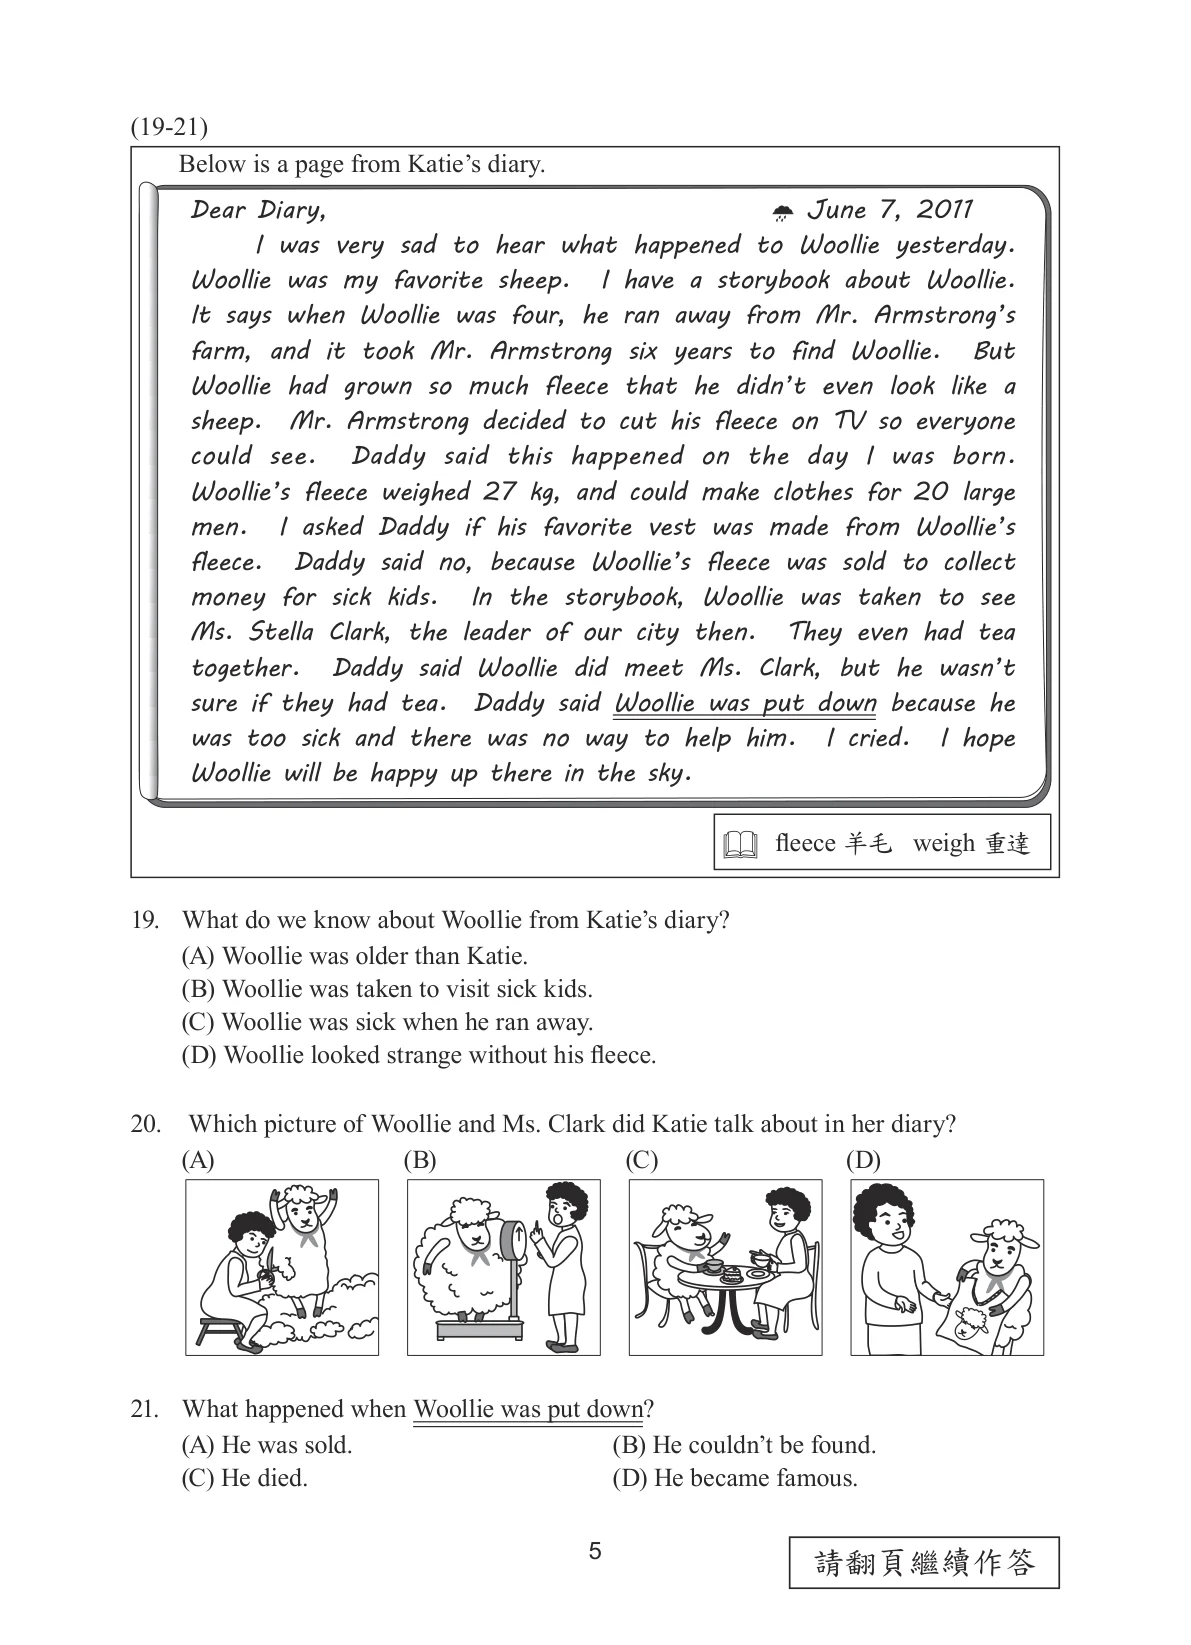 (19-21)
Below is a page from Katie’s diary.
Dear Diary, June 7, 2011
I was very sad to hear what happened to Woollie yesterday.
Woollie was my favorite sheep. I have a storybook about Woollie.
It says when Woollie was four, he ran away from Mr. Armstrong’s
farm, and it took Mr. Armstrong six years to find Woollie. But
Woollie had grown so much fleece that he didn’t even look like a
sheep. Mr. Armstrong decided to cut his fleece on TV so everyone
could see. Daddy said this happened on the day I was born.
Woollie’s fleece weighed 27 kg, and could make clothes for 20 large
men. I asked Daddy if his favorite vest was made from Woollie’s
fleece. Daddy said no, because Woollie’s fleece was sold to collect
money for sick kids. In the storybook, Woollie was taken to see
Ms. Stella Clark, the leader of our city then. They even had tea
together. Daddy said Woollie did meet Ms. Clark, but he wasn’t
sure if they had tea. Daddy said Woollie was put down because he
was too sick and there was no way to help him. I cried. I hope
Woollie will be happy up there in the sky.
fleece 羊毛 weigh 重達
19. What do we know about Woollie from Katie’s diary?
(A) Woollie was older than Katie.
(B) Woollie was taken to visit sick kids.
(C) Woollie was sick when he ran away.
(D) Woollie looked strange without his fleece.
20. Which picture of Woollie and Ms. Clark did Katie talk about in her diary?
(A) (B) (C) (D)
21. What happened when Woollie was put down?
(A) He was sold. (B) He couldn’t be found.
(C) He died. (D) He became famous.
5
請翻頁繼續作答